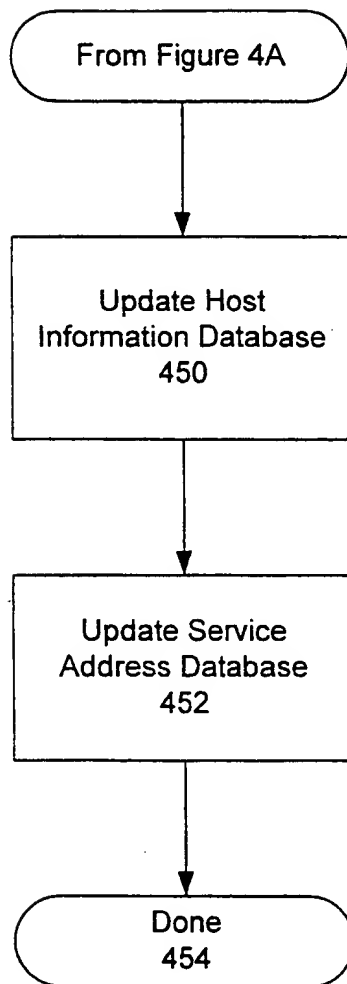 From Figure 4A
Update Host
Information Database
450
Update Service
Address Database
452
Done
454